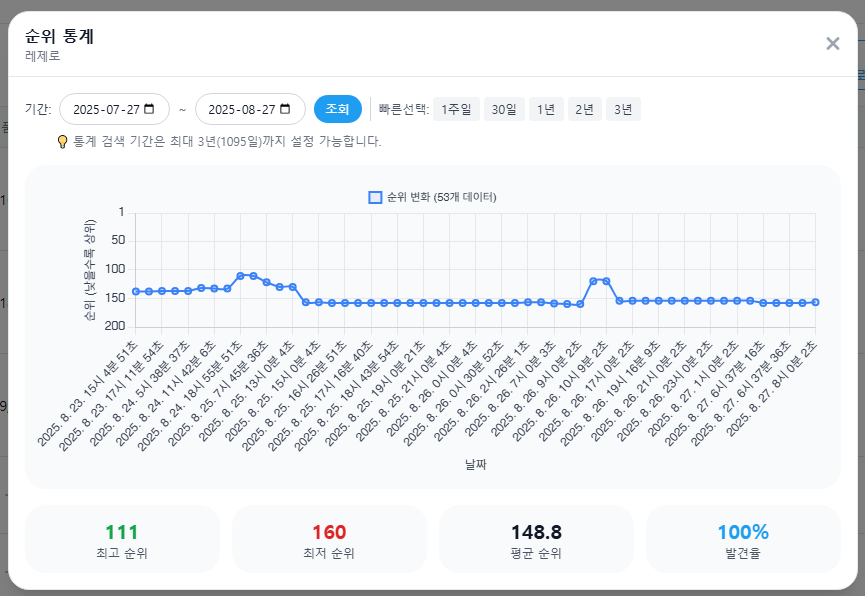 순위 통계
레제로
기간: 2025-07-27 ~ 2025-08-27 조회 빠른선택: 1주일 30일 1년 2년 3년
통계 검색 기간은 최대 3년(1095일)까지 설정 가능합니다.
순위 변화 (53개 데이터)
순위 (낮을수록 상위)
1
50
100
150
200
2025. 8. 23. 15시 4분 51초
2025. 8. 23. 17시 11분 54초
2025. 8. 24. 5시 38분 37초
2025. 8. 24. 11시 42분 6초
2025. 8. 24. 18시 55분 51초
2025. 8. 25. 7시 45분 36초
2025. 8. 25. 13시 0분 4초
2025. 8. 25. 15시 0분 4초
2025. 8. 25. 16시 26분 51초
2025. 8. 25. 17시 16분 40초
2025. 8. 25. 18시 43분 54초
2025. 8. 25. 19시 0분 21초
2025. 8. 25. 21시 0분 4초
2025. 8. 26. 0시 0분 4초
2025. 8. 26. 0시 30분 52초
2025. 8. 26. 2시 26분 1초
2025. 8. 26. 7시 0분 3초
2025. 8. 26. 9시 0분 2초
2025. 8. 26. 10시 9분 2초
2025. 8. 26. 17시 0분 2초
2025. 8. 26. 19시 16분 9초
2025. 8. 26. 21시 0분 2초
2025. 8. 26. 23시 0분 2초
2025. 8. 27. 1시 0분 2초
2025. 8. 27. 6시 37분 16초
2025. 8. 27. 6시 37분 36초
2025. 8. 27. 8시 0분 2초
날짜
111
최고 순위
160
최저 순위
148.8
평균 순위
100%
발견율